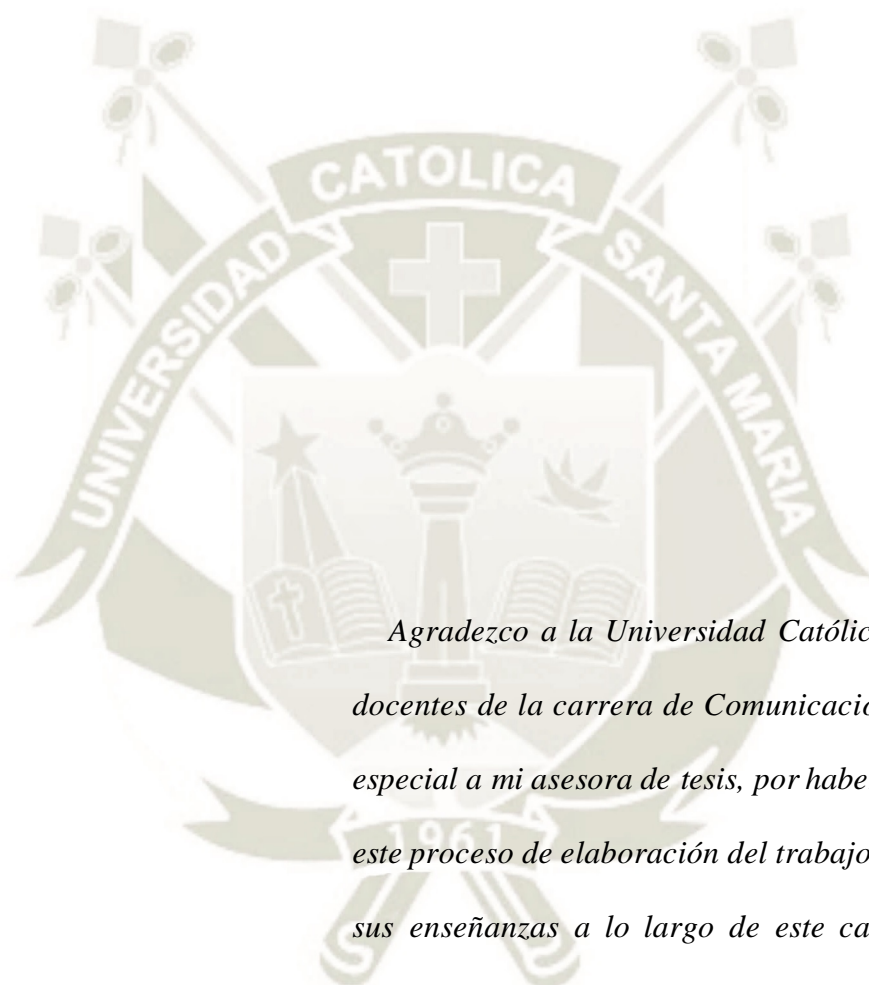 UNIVERSIDAD CATOLICA SANTA MARIA
Agradezco a la Universidad Católic
docentes de la carrera de Comunicacio
especial a mi asesora de tesis, por habe
1961
este proceso de elaboración del trabajo
sus enseñanzas a lo largo de este ca